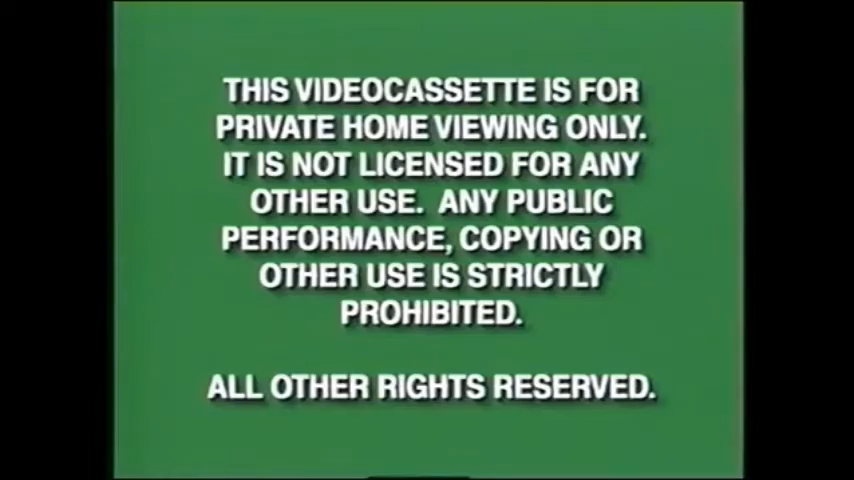 THIS VIDEOCASSETTE IS FOR
PRIVATE HOME VIEWING ONLY.
IT IS NOT LICENSED FOR ANY
OTHER USE.  ANY PUBLIC
PERFORMANCE, COPYING OR
OTHER USE IS STRICTLY
PROHIBITED.
ALL OTHER RIGHTS RESERVED.